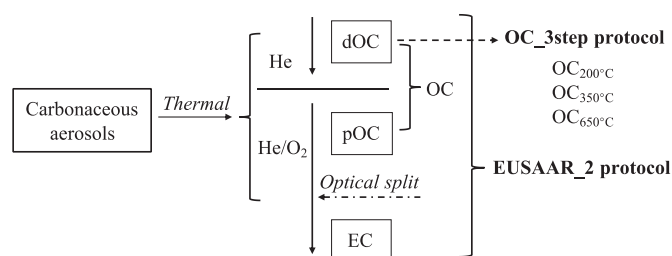 dOC
OC_3step protocol
He
OC
OC200°C
OC350°C
OC650°C
Carbonaceous
aerosols
Thermal
pOC
He/O2
EUSAAR_2 protocol
Optical split
EC